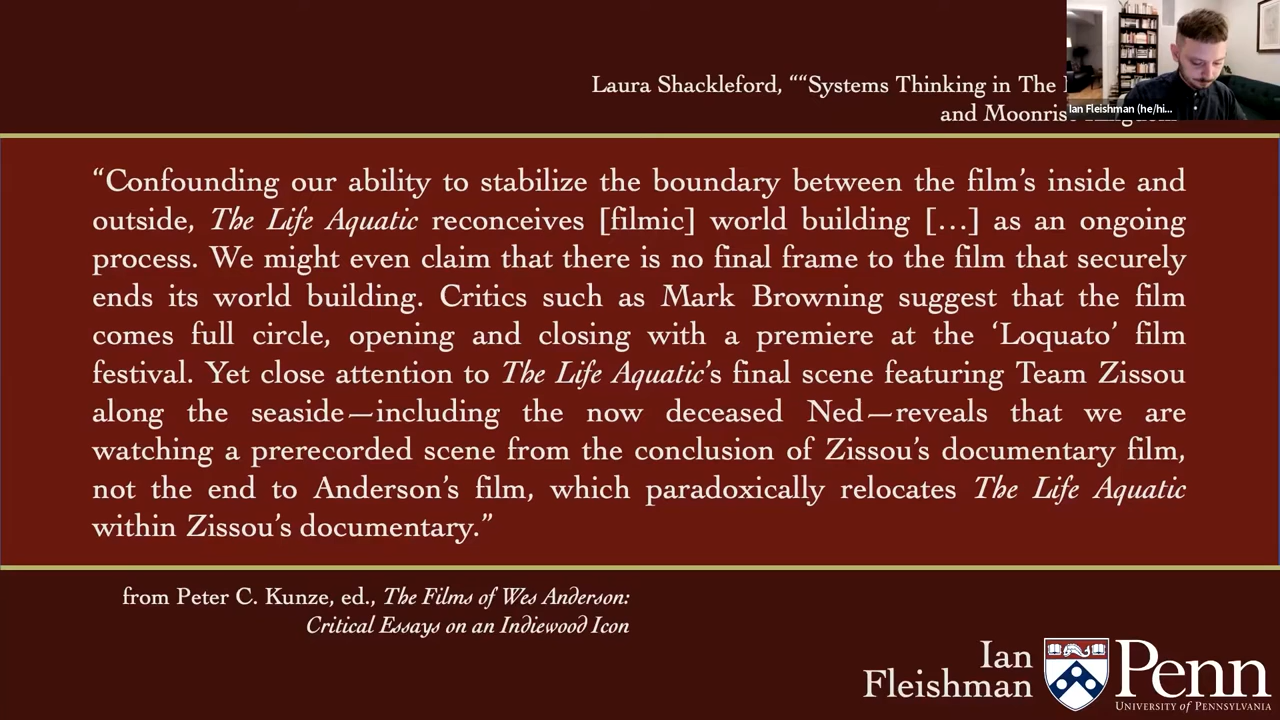 Laura Shackleford, ““Systems Thinking in The
and Moonrise Kingdom
Ian Fleishman (he/hi...
“Confounding our ability to stabilize the boundary between the film’s inside and
outside, The Life Aquatic reconceives [filmic] world building […] as an ongoing
process. We might even claim that there is no final frame to the film that securely
ends its world building. Critics such as Mark Browning suggest that the film
comes full circle, opening and closing with a premiere at the ‘Loquato’ film
festival. Yet close attention to The Life Aquatic’s final scene featuring Team Zissou
along the seaside—including the now deceased Ned—reveals that we are
watching a prerecorded scene from the conclusion of Zissou’s documentary film,
not the end to Anderson’s film, which paradoxically relocates The Life Aquatic
within Zissou’s documentary.”
from Peter C. Kunze, ed., The Films of Wes Anderson:
Critical Essays on an Indiewood Icon
Ian
Fleishman
Penn
UNIVERSITY OF PENNSYLVANIA